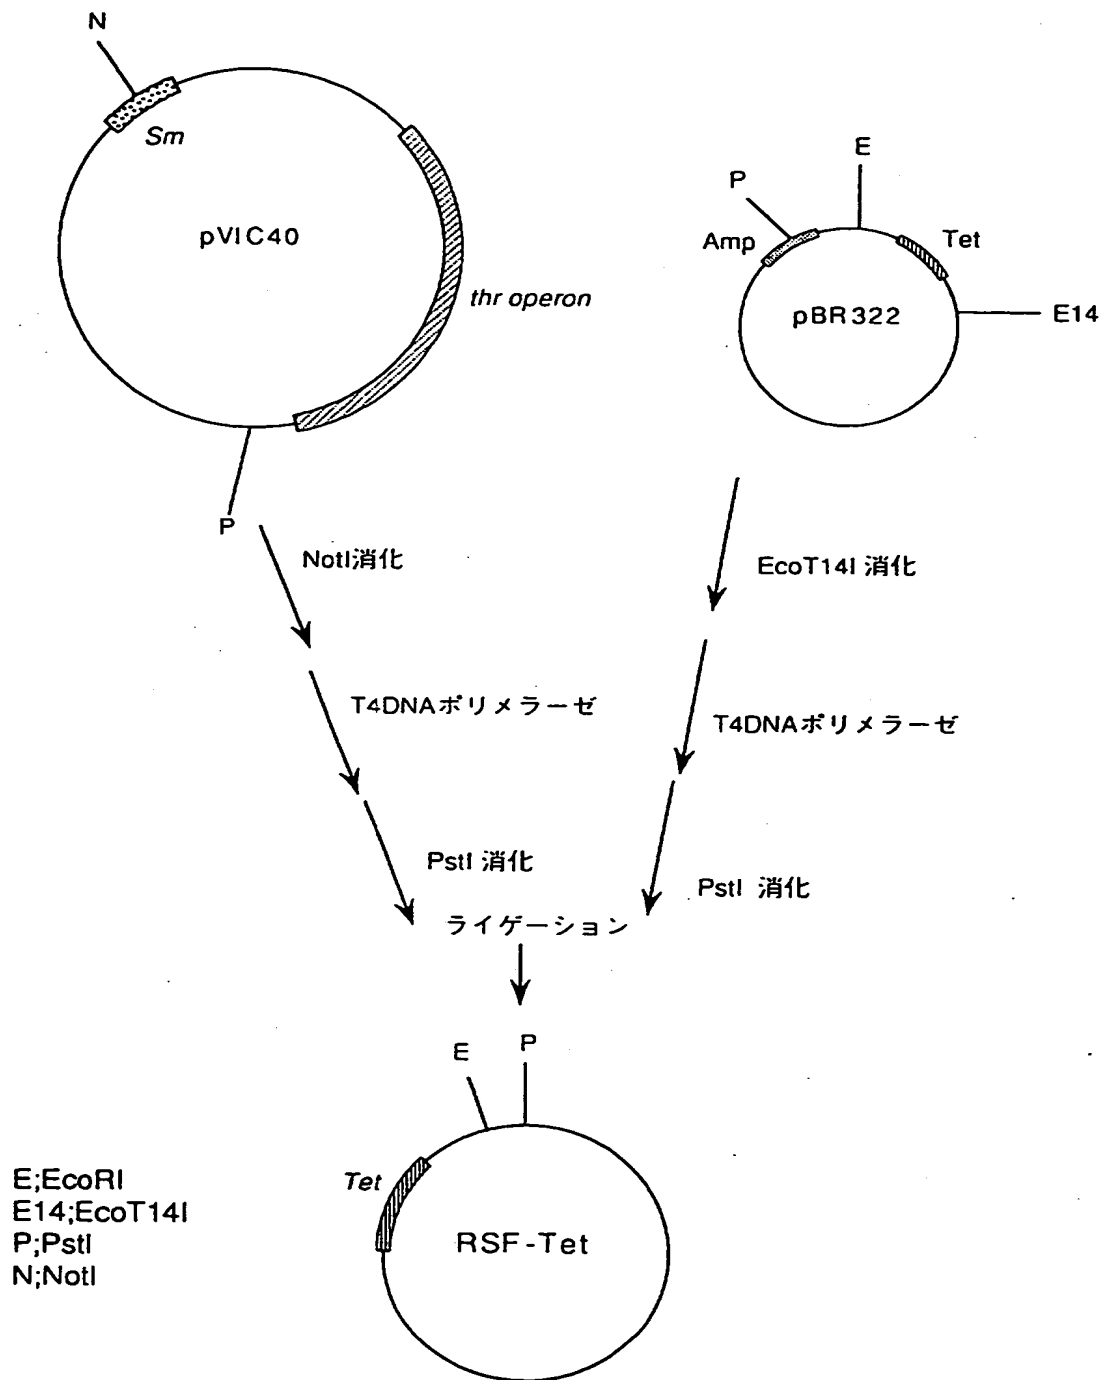 N
Sm
pVIC40
thr operon
P
P
E
Amp
Tet
pBR322
E14
NotI消化
T4DNAポリメラーゼ
PstI 消化
EcoT14I 消化
T4DNAポリメラーゼ
PstI 消化
ライゲーション
E
P
Tet
RSF-Tet
E;EcoRI
E14;EcoT14I
P;PstI
N;NotI